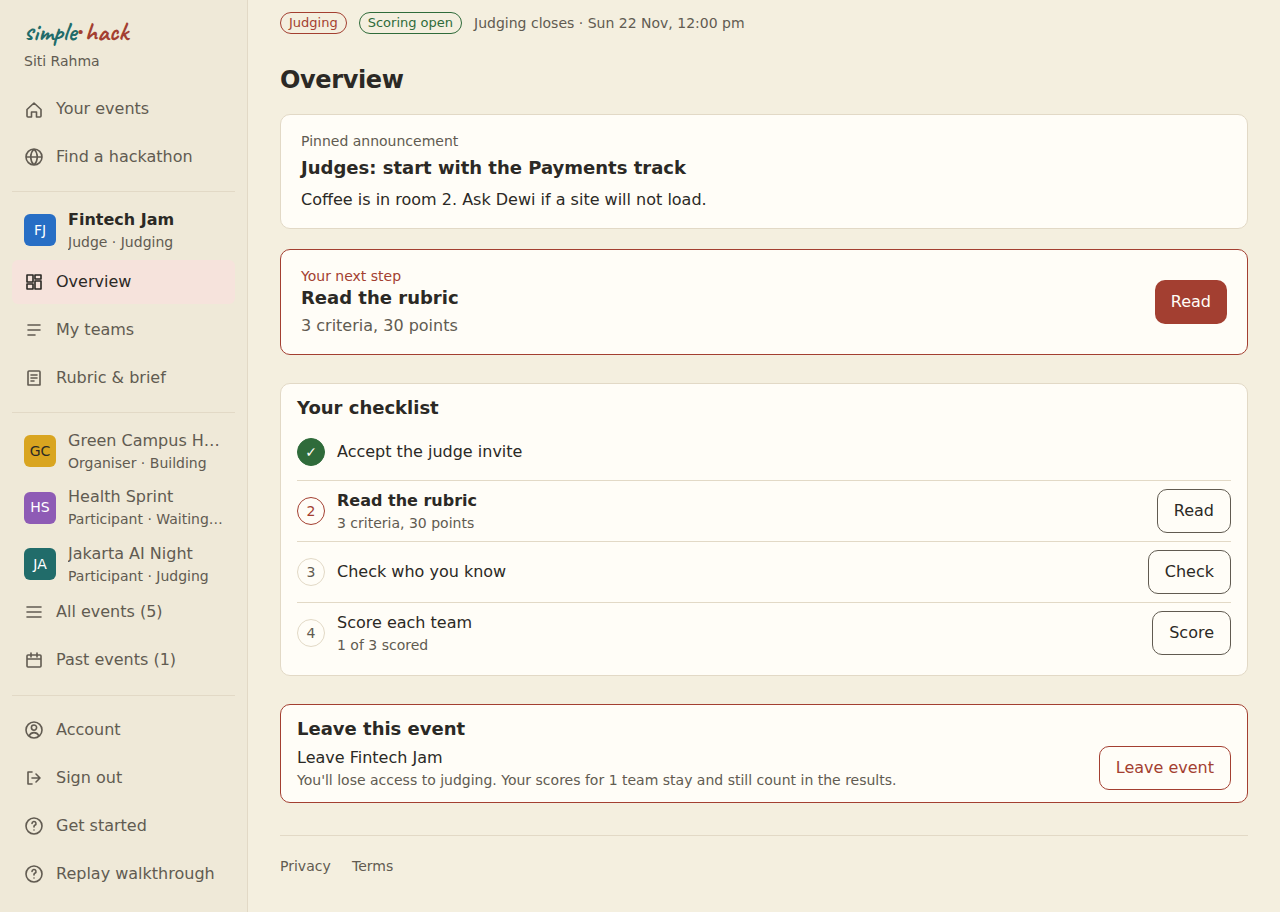 simple·hack
Siti Rahma
Your events
Find a hackathon
FJ
Fintech Jam
Judge · Judging
Overview
My teams
Rubric & brief
GC
Green Campus H…
Organiser · Building
HS
Health Sprint
Participant · Waiting…
JA
Jakarta AI Night
Participant · Judging
All events (5)
Past events (1)
Account
Sign out
Get started
Replay walkthrough
Judging
Scoring open
Judging closes · Sun 22 Nov, 12:00 pm
Overview
Pinned announcement
Judges: start with the Payments track
Coffee is in room 2. Ask Dewi if a site will not load.
Your next step
Read the rubric
3 criteria, 30 points
Read
Your checklist
✓ Accept the judge invite
2 Read the rubric
3 criteria, 30 points
Read
3 Check who you know
Check
4 Score each team
1 of 3 scored
Score
Leave this event
Leave Fintech Jam
You'll lose access to judging. Your scores for 1 team stay and still count in the results.
Leave event
Privacy Terms